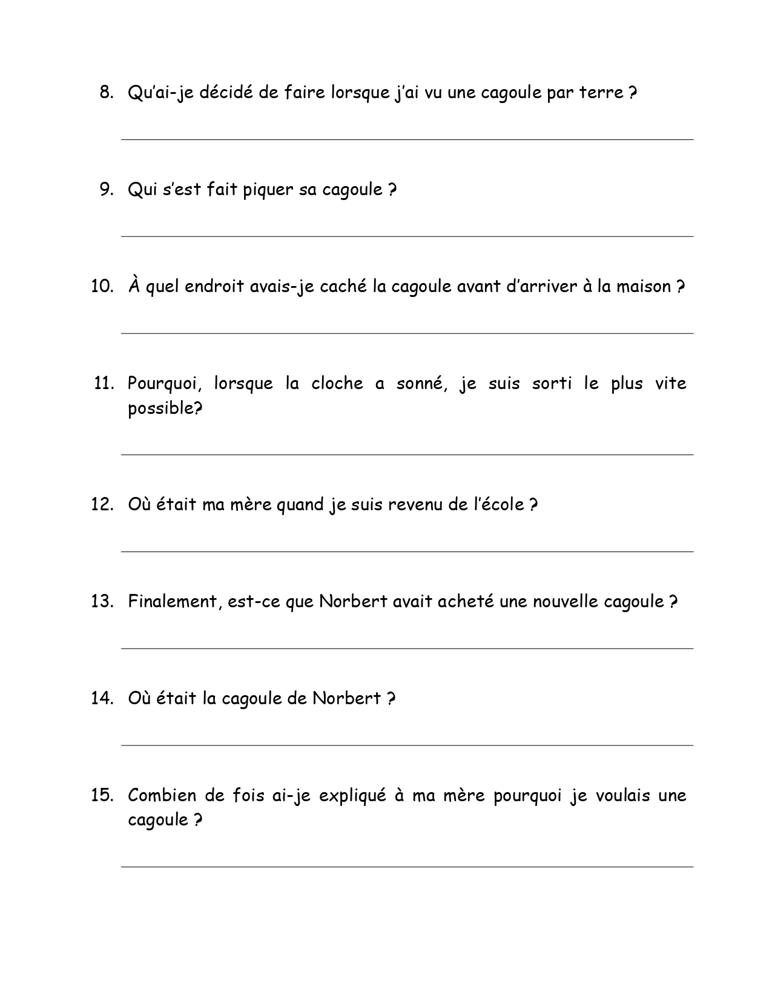 8. Qu’ai-je décidé de faire lorsque j’ai vu une cagoule par terre ?
9. Qui s’est fait piquer sa cagoule ?
10. À quel endroit avais-je caché la cagoule avant d’arriver à la maison ?
11. Pourquoi, lorsque la cloche a sonné, je suis sorti le plus vite
possible?
12. Où était ma mère quand je suis revenu de l’école ?
13. Finalement, est-ce que Norbert avait acheté une nouvelle cagoule ?
14. Où était la cagoule de Norbert ?
15. Combien de fois ai-je expliqué à ma mère pourquoi je voulais une
cagoule ?